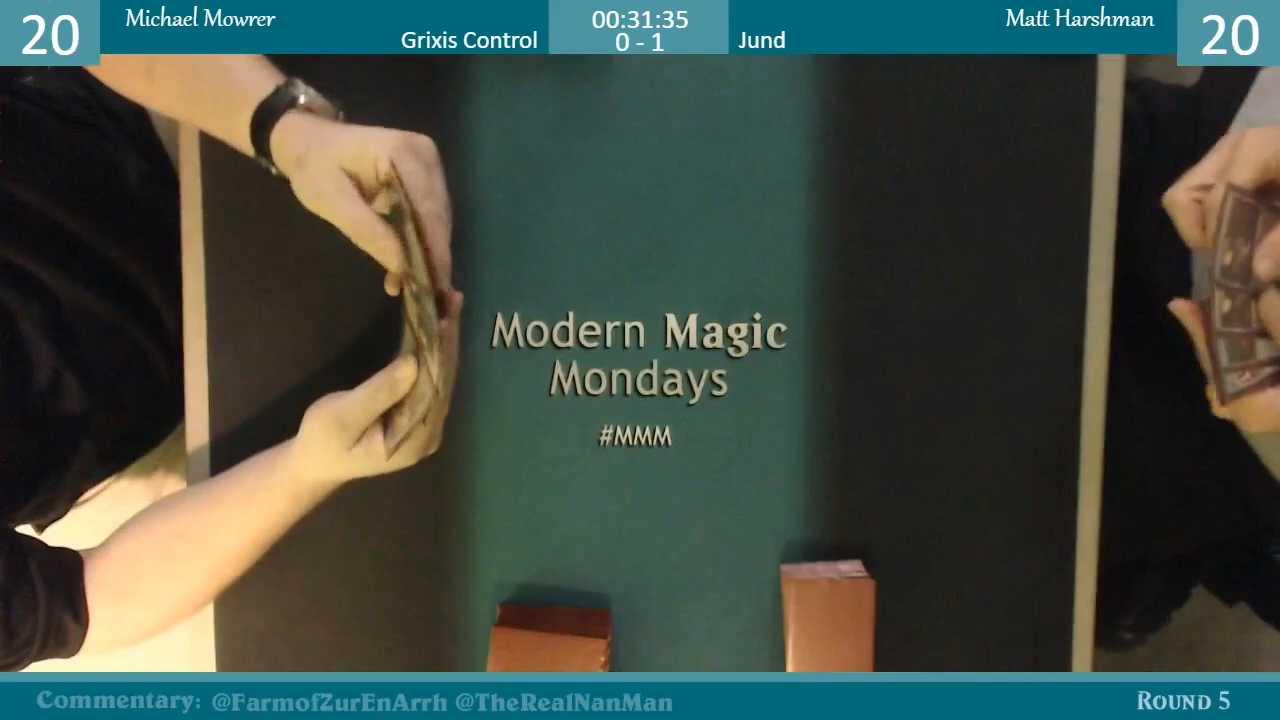 20
Michael Mowrer
Grixis Control
00:31:35
0 - 1
Jund
Matt Harshman
20
Modern Magic
Mondays
#MMM
Commentary: @FarmofZurEnArrh @TheRealNanMan
Round 5